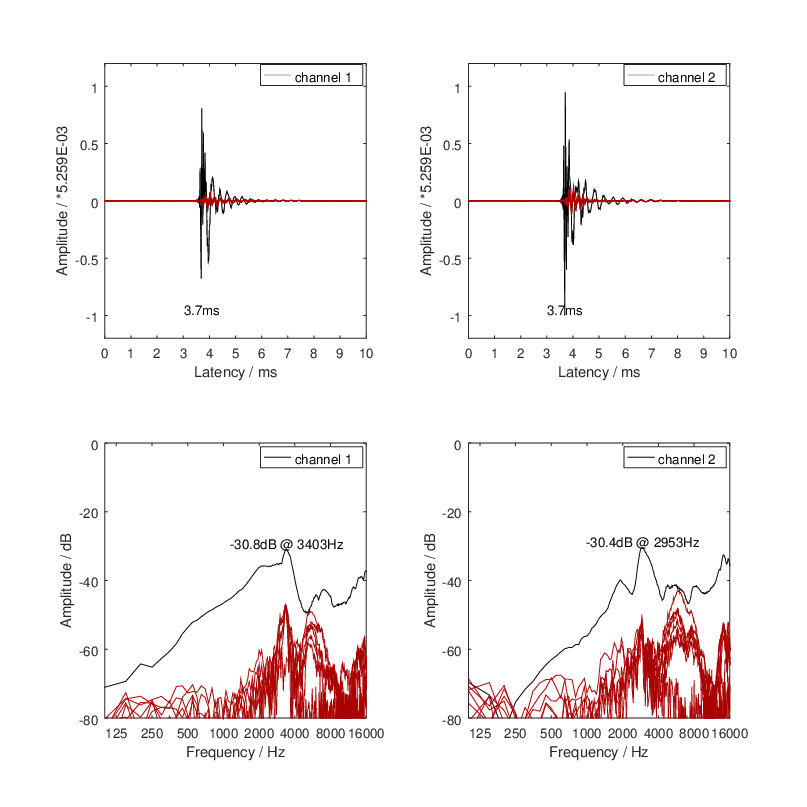 channel 1
1
0.5
0
-0.5
-1
Amplitude / *5.259E-03
3.7ms
0 1 2 3 4 5 6 7 8 9 10
Latency / ms
channel 2
1
0.5
0
-0.5
-1
Amplitude / *5.259E-03
3.7ms
0 1 2 3 4 5 6 7 8 9 10
Latency / ms
channel 1
0
-20
-40
-60
-80
Amplitude / dB
-30.8dB @ 3403Hz
125 250 500 1000 2000 4000 8000 16000
Frequency / Hz
channel 2
0
-20
-40
-60
-80
Amplitude / dB
-30.4dB @ 2953Hz
125 250 500 1000 2000 4000 8000 16000
Frequency / Hz